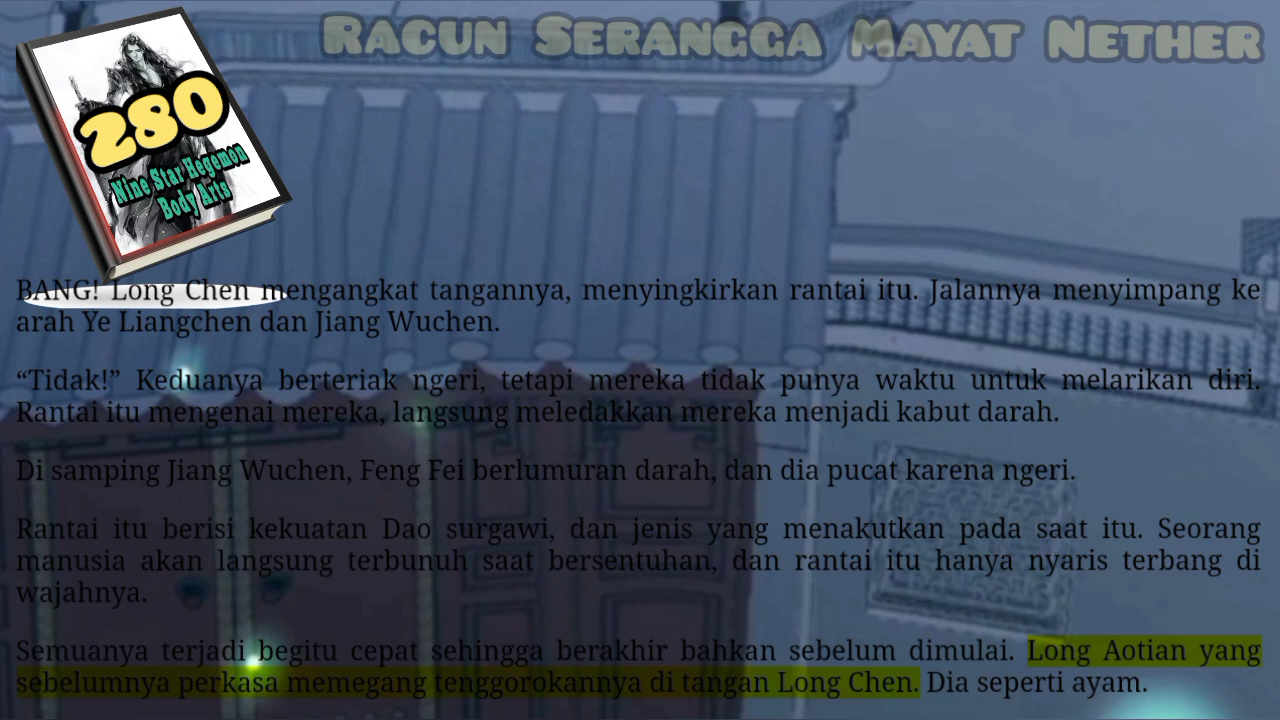 Racun Serangga Mayat Nether
280
Nine Star Hegemon
Body Arts
BANG! Long Chen mengangkat tangannya, menyingkirkan rantai itu. Jalannya menyimpang ke
arah Ye Liangchen dan Jiang Wuchen.
“Tidak!” Keduanya berteriak ngeri, tetapi mereka tidak punya waktu untuk melarikan diri.
Rantai itu mengenai mereka, langsung meledakkan mereka menjadi kabut darah.
Di samping Jiang Wuchen, Feng Fei berlumuran darah, dan dia pucat karena ngeri.
Rantai itu berisi kekuatan Dao surgawi, dan jenis yang menakutkan pada saat itu. Seorang
manusia akan langsung terbunuh saat bersentuhan, dan rantai itu hanya nyaris terbang di
wajahnya.
Semuanya terjadi begitu cepat sehingga berakhir bahkan sebelum dimulai. Long Aotian yang
sebelumnya perkasa memegang tenggorokannya di tangan Long Chen. Dia seperti ayam.